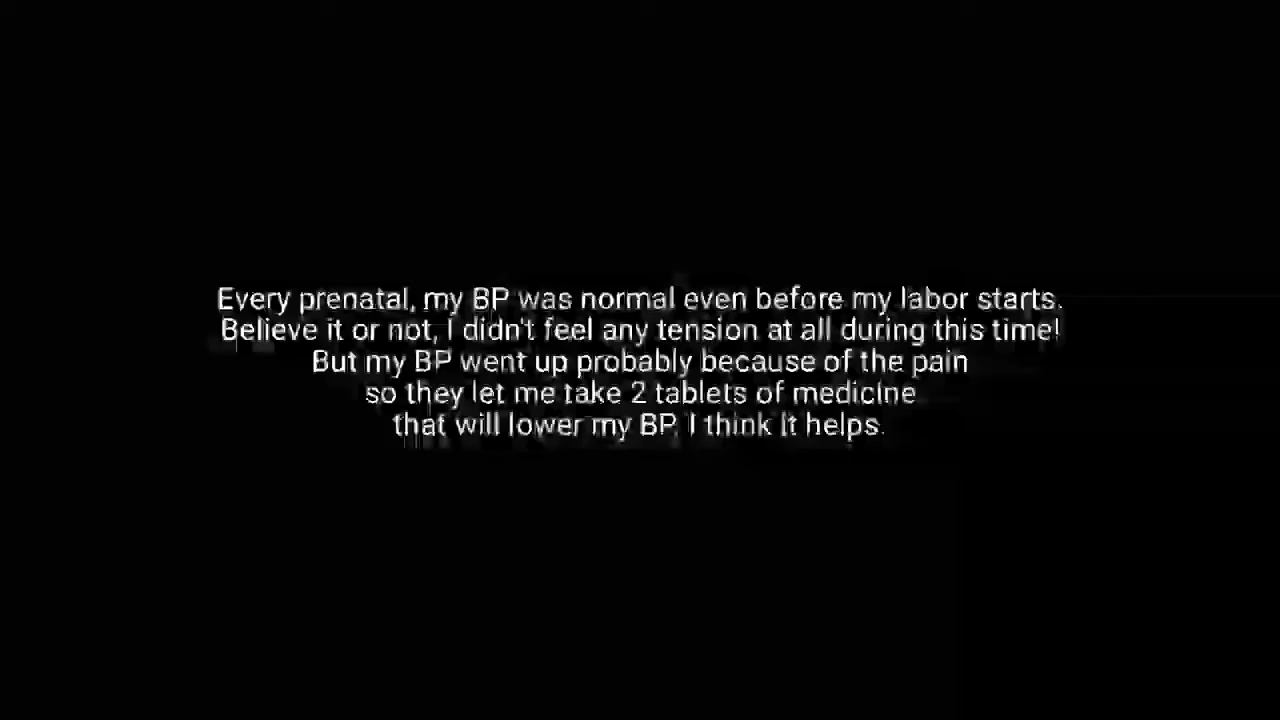 Every prenatal, my BP was normal even before my labor starts.
Believe it or not, I didn't feel any tension at all during this time!
But my BP went up probably because of the pain
so they let me take 2 tablets of medicine
that will lower my BP. I think it helps.